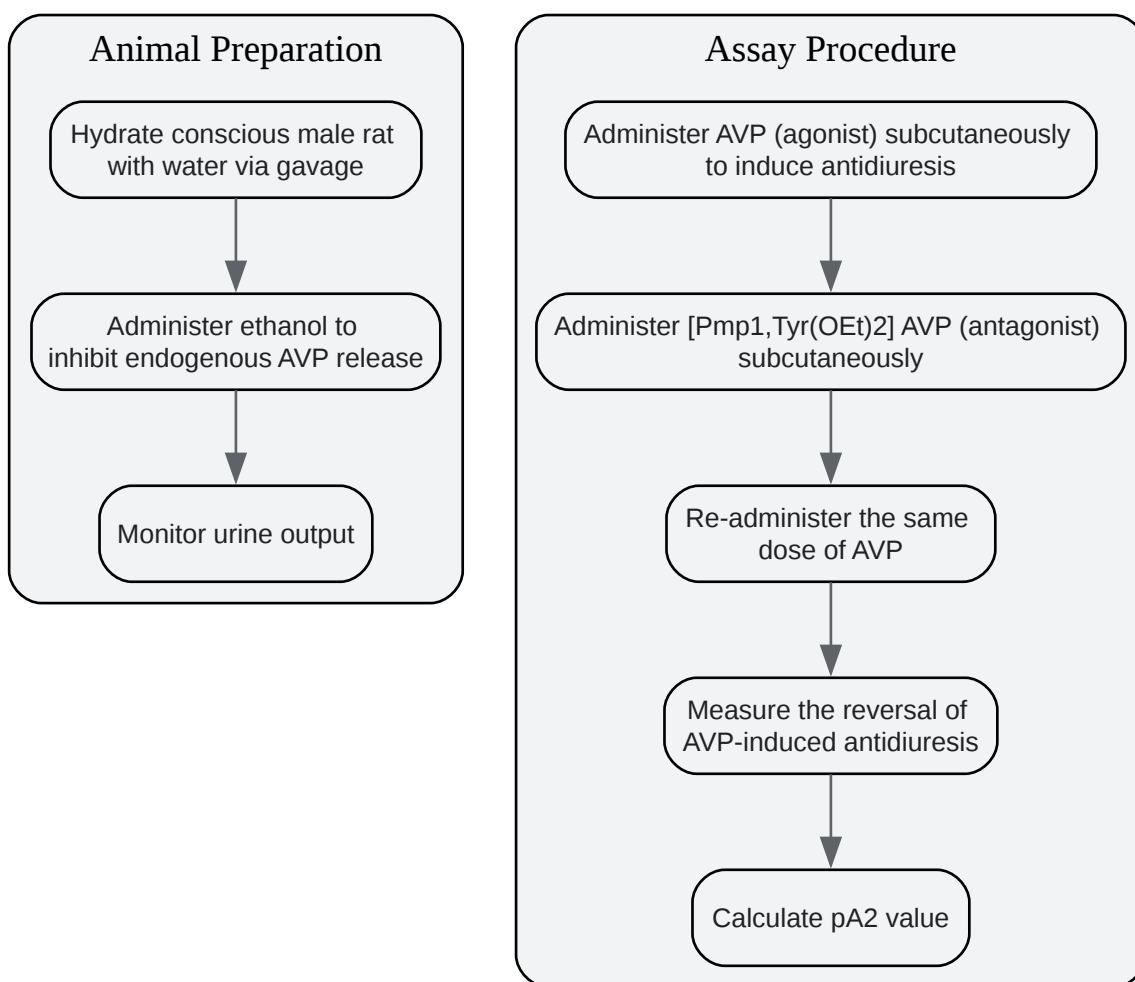 Animal Preparation
Hydrate conscious male rat
with water via gavage
Administer ethanol to
inhibit endogenous AVP release
Monitor urine output
Assay Procedure
Administer AVP (agonist) subcutaneously
to induce antidiuresis
Administer [Pmp1,Tyr(OEt)2] AVP (antagonist)
subcutaneously
Re-administer the same
dose of AVP
Measure the reversal of
AVP-induced antidiuresis
Calculate pA2 value